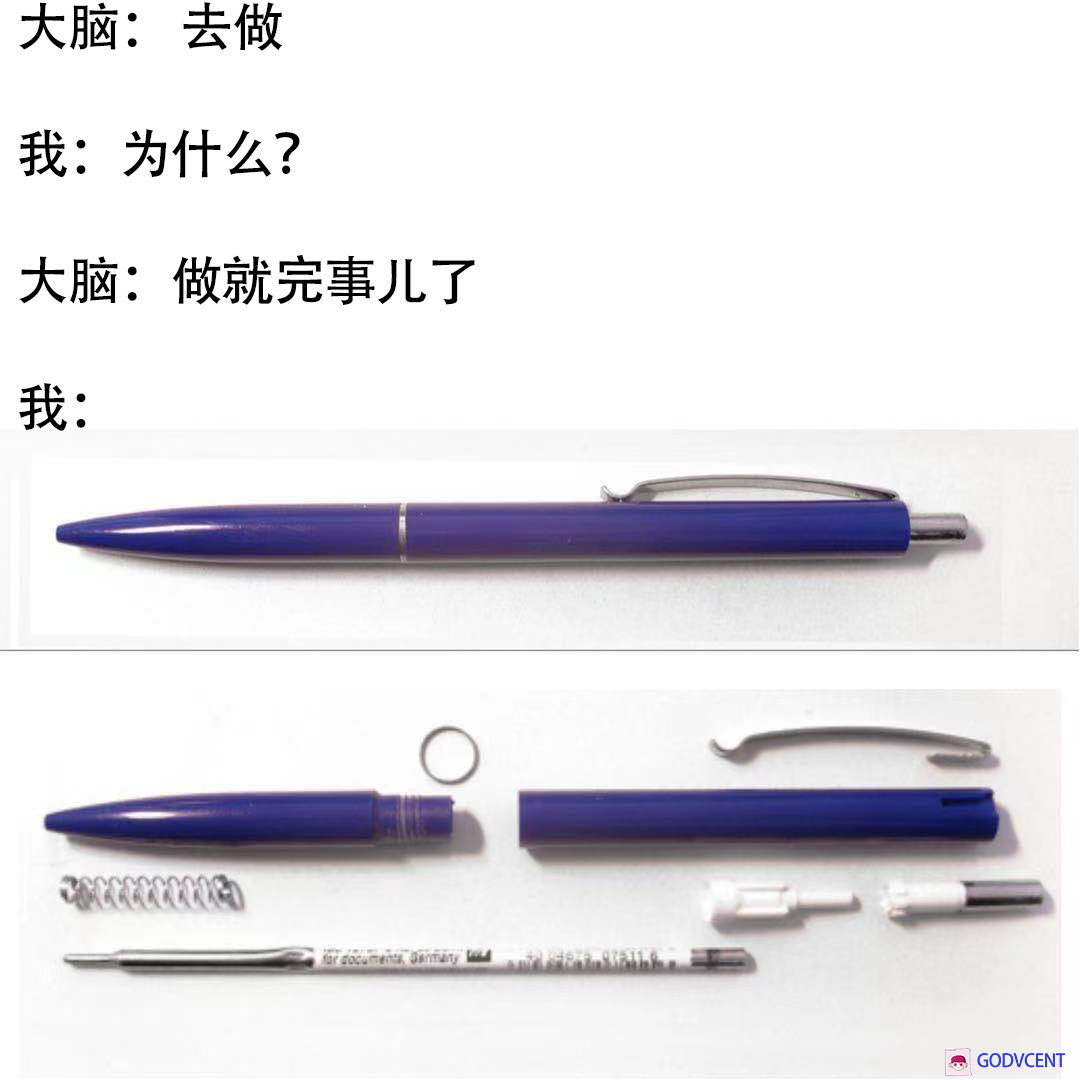 大脑： 去做
我：为什么？
大脑：做就完事儿了
我：
for documents, Germany
GODVCENT